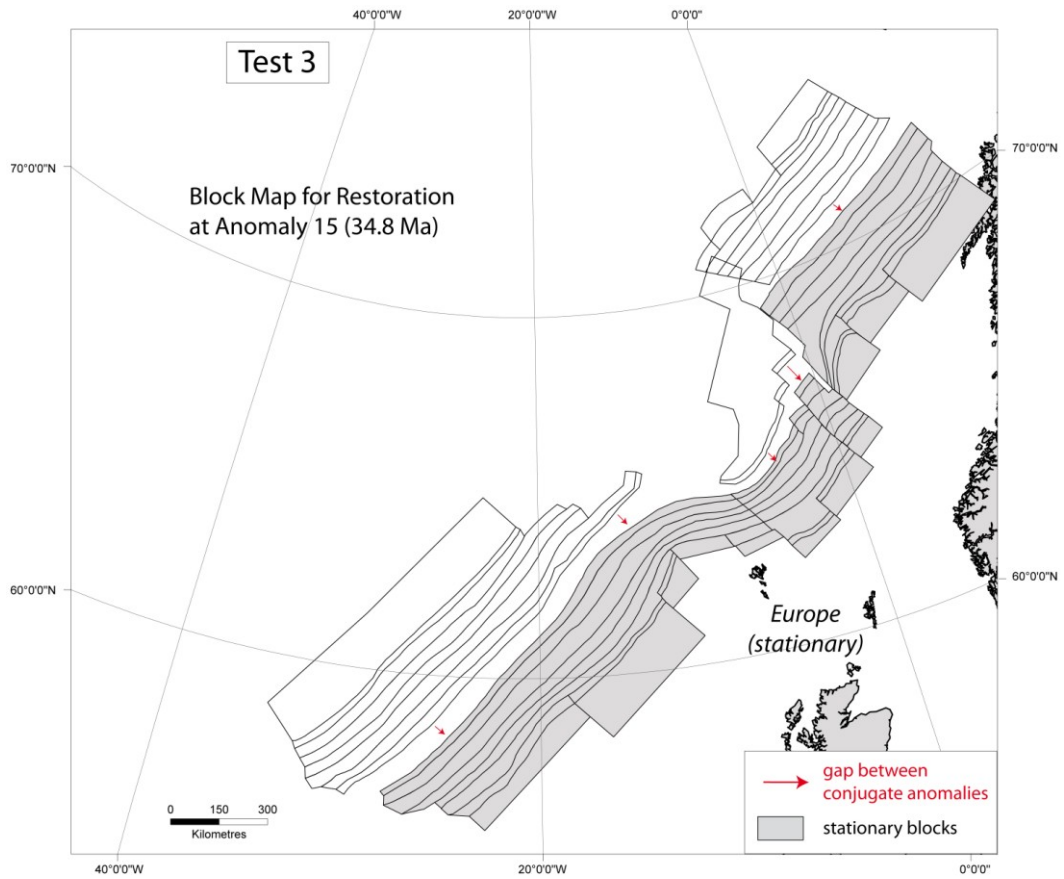 40°0'0"W
20°0'0"W
0°0'0"
Test 3
70°0'0"N
70°0'0"N
Block Map for Restoration
at Anomaly 15 (34.8 Ma)
60°0'0"N
60°0'0"N
Europe
(stationary)
gap between
conjugate anomalies
stationary blocks
0 150 300
Kilometres
40°0'0"W
20°0'0"W
0°0'0"